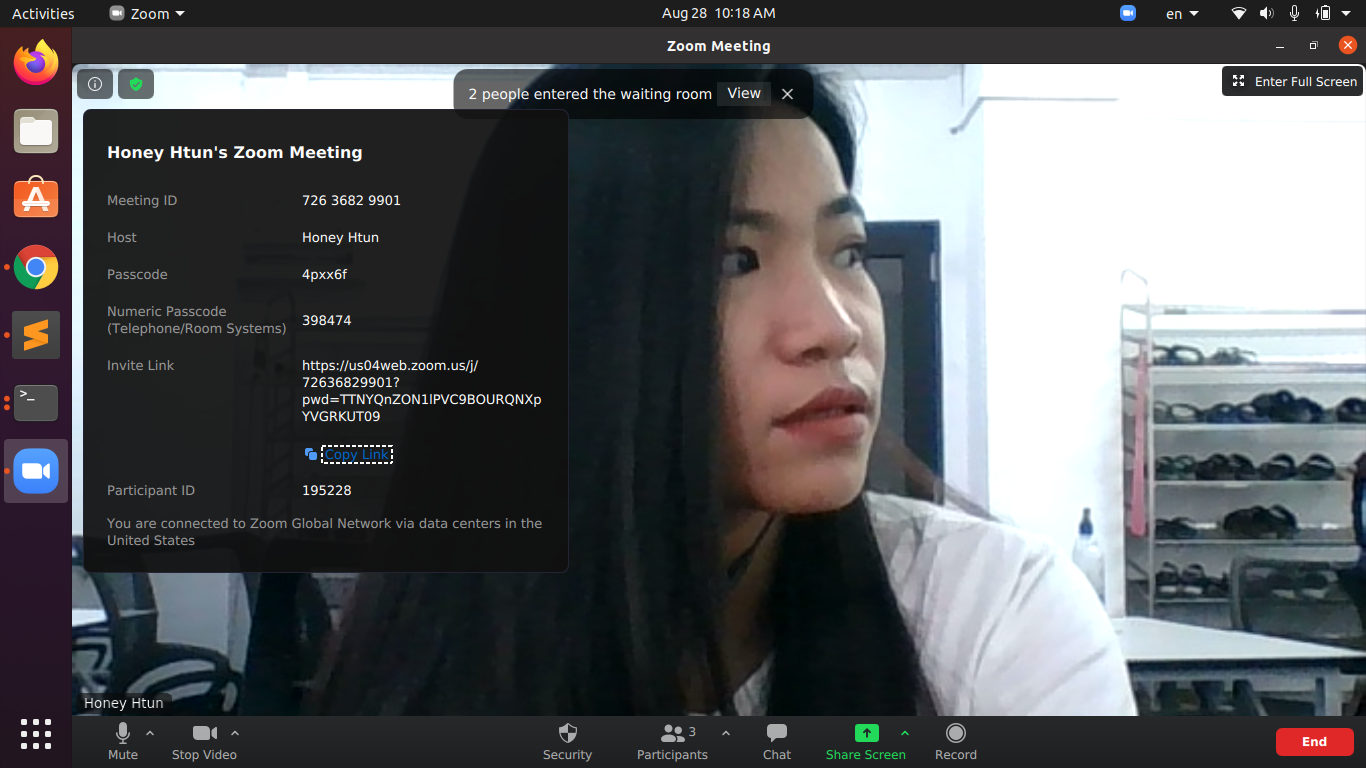 Activities
Zoom
Aug 28 10:18 AM
en
Zoom Meeting
2 people entered the waiting room
View
Enter Full Screen
Honey Htun's Zoom Meeting
Meeting ID 726 3682 9901
Host Honey Htun
Passcode 4pxx6f
Numeric Passcode
(Telephone/Room Systems) 398474
Invite Link https://us04web.zoom.us/j/
72636829901?
pwd=TTNYQnZON1lPVC9BOURQNXp
YVGRKUT09
Copy Link
Participant ID 195228
You are connected to Zoom Global Network via data centers in the
United States
Honey Htun
Mute
Stop Video
Security
Participants 3
Chat
Share Screen
Record
End